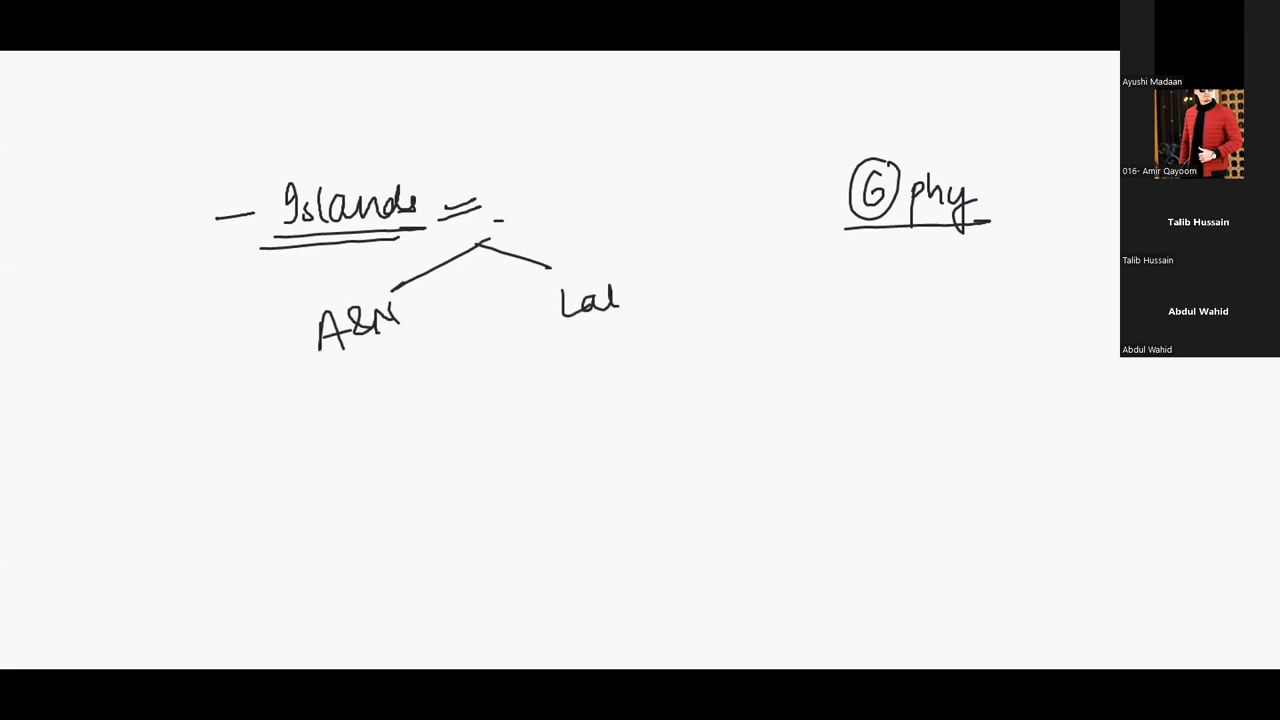 Ayushi Madaan
016- Amir Qayoom
— Islands = -
G phy
A&N
Lal
Talib Hussain
Talib Hussain
Abdul Wahid
Abdul Wahid